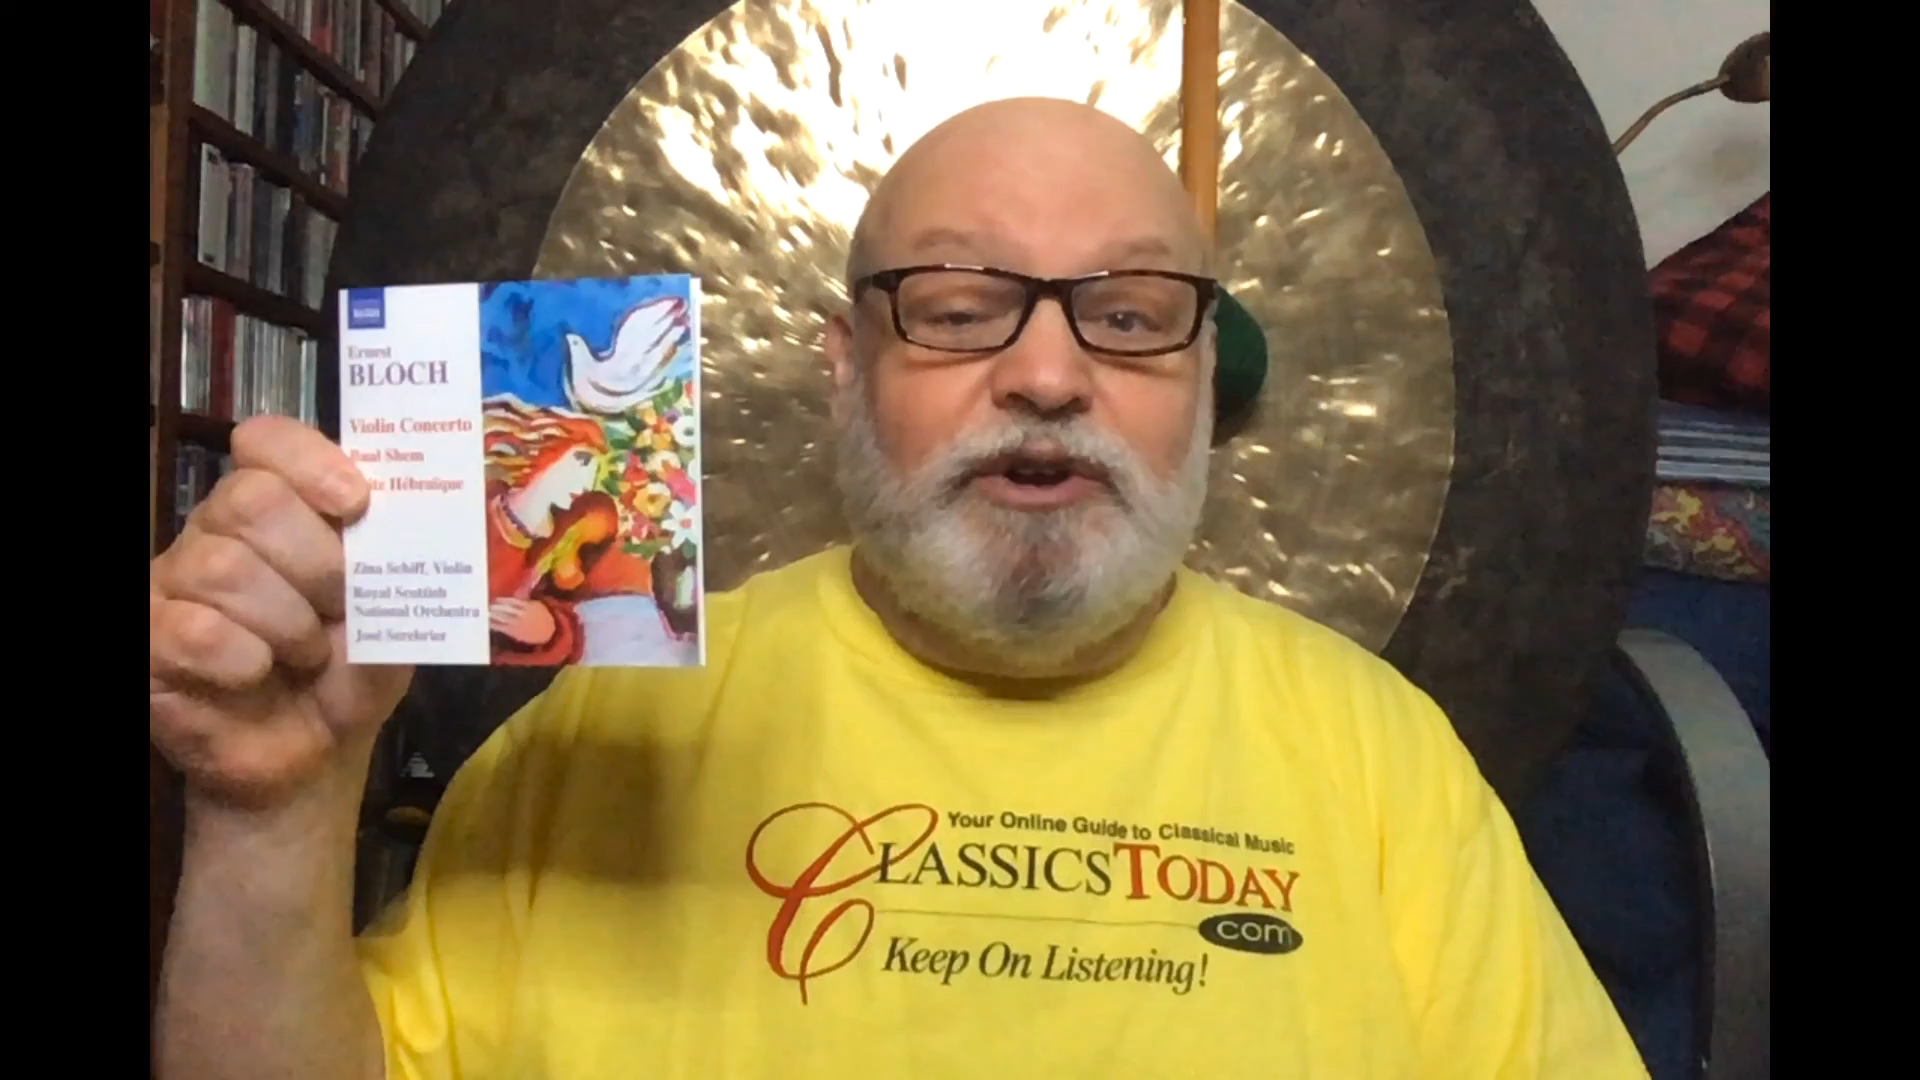 NAXOS
Ernest
BLOCH
Violin Concerto
Baal Shem
Hébraïque
Zina Schiff, Violin
Royal Scottish
National Orchestra
José Serebrier
Your Online Guide to Classical Music
CLASSICSTODAY
com
Keep On Listening!